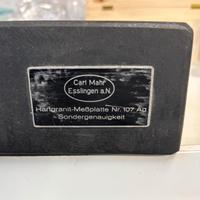 Carl Mahr
Esslingen a.N.
Hartgranit-Meßplatte Nr. 107 Ag
-Sondergenauigkeit-